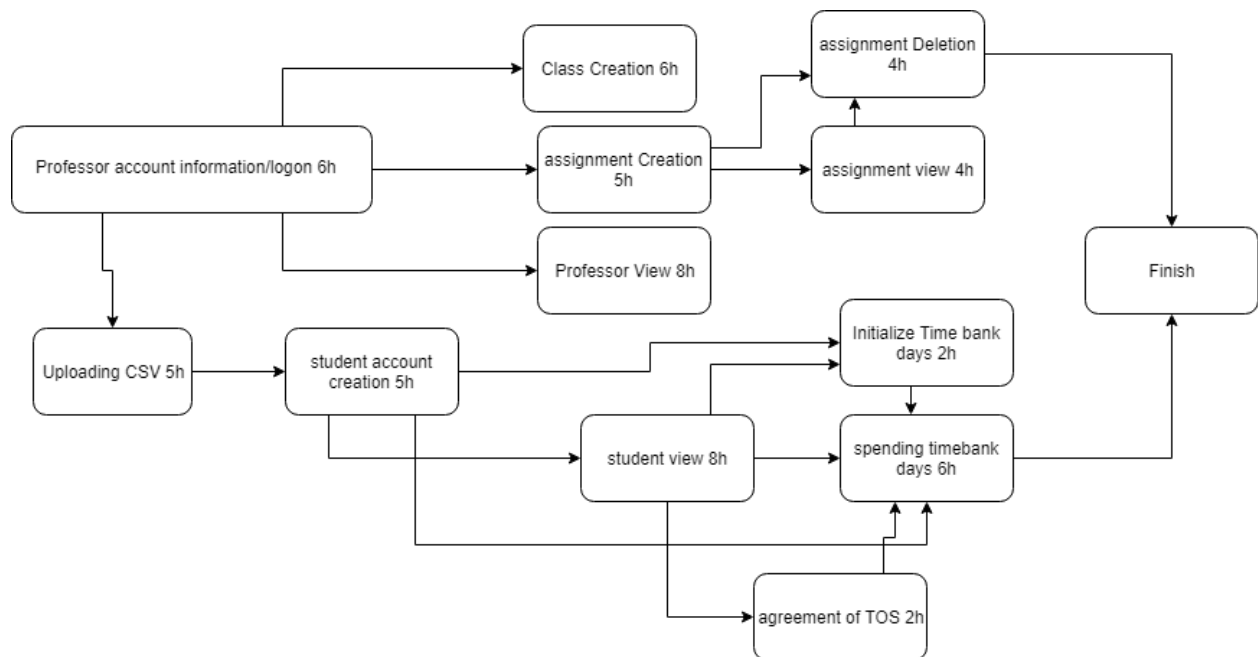 Class Creation 6h
assignment Deletion
4h
Professor account information/logon 6h
assignment Creation
5h
assignment view 4h
Professor View 8h
Finish
Uploading CSV 5h
student account
creation 5h
Initialize Time bank
days 2h
student view 8h
spending timebank
days 6h
agreement of TOS 2h